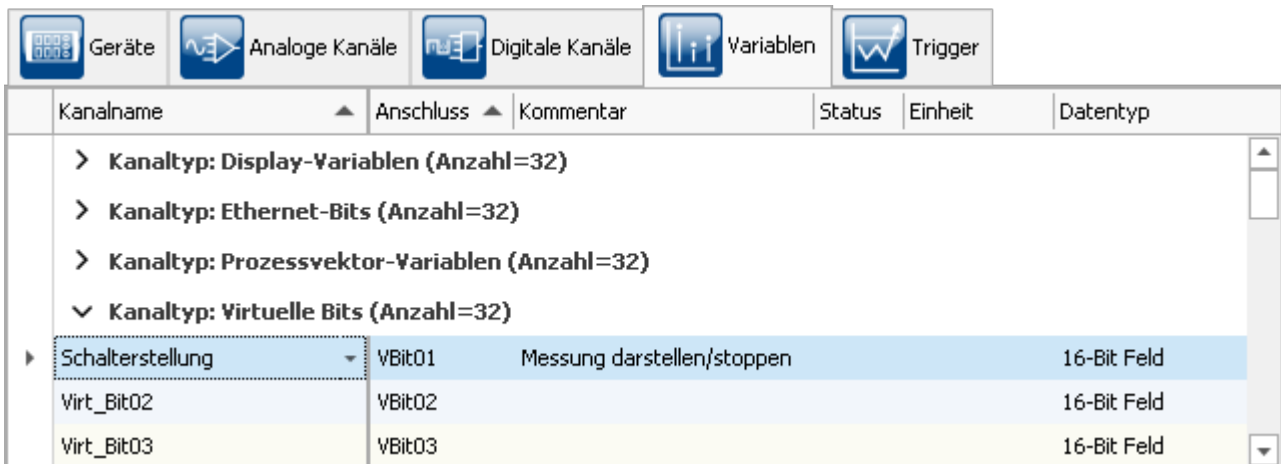 Geräte Analoge Kanäle Digitale Kanäle Variablen Trigger
Kanalname Anschluss Kommentar Status Einheit Datentyp
Kanaltyp: Display-Variablen (Anzahl=32)
Kanaltyp: Ethernet-Bits (Anzahl=32)
Kanaltyp: Prozessvektor-Variablen (Anzahl=32)
Kanaltyp: Virtuelle Bits (Anzahl=32)
Schalterstellung VBit01 Messung darstellen/stoppen 16-Bit Feld
Virt_Bit02 VBit02 16-Bit Feld
Virt_Bit03 VBit03 16-Bit Feld